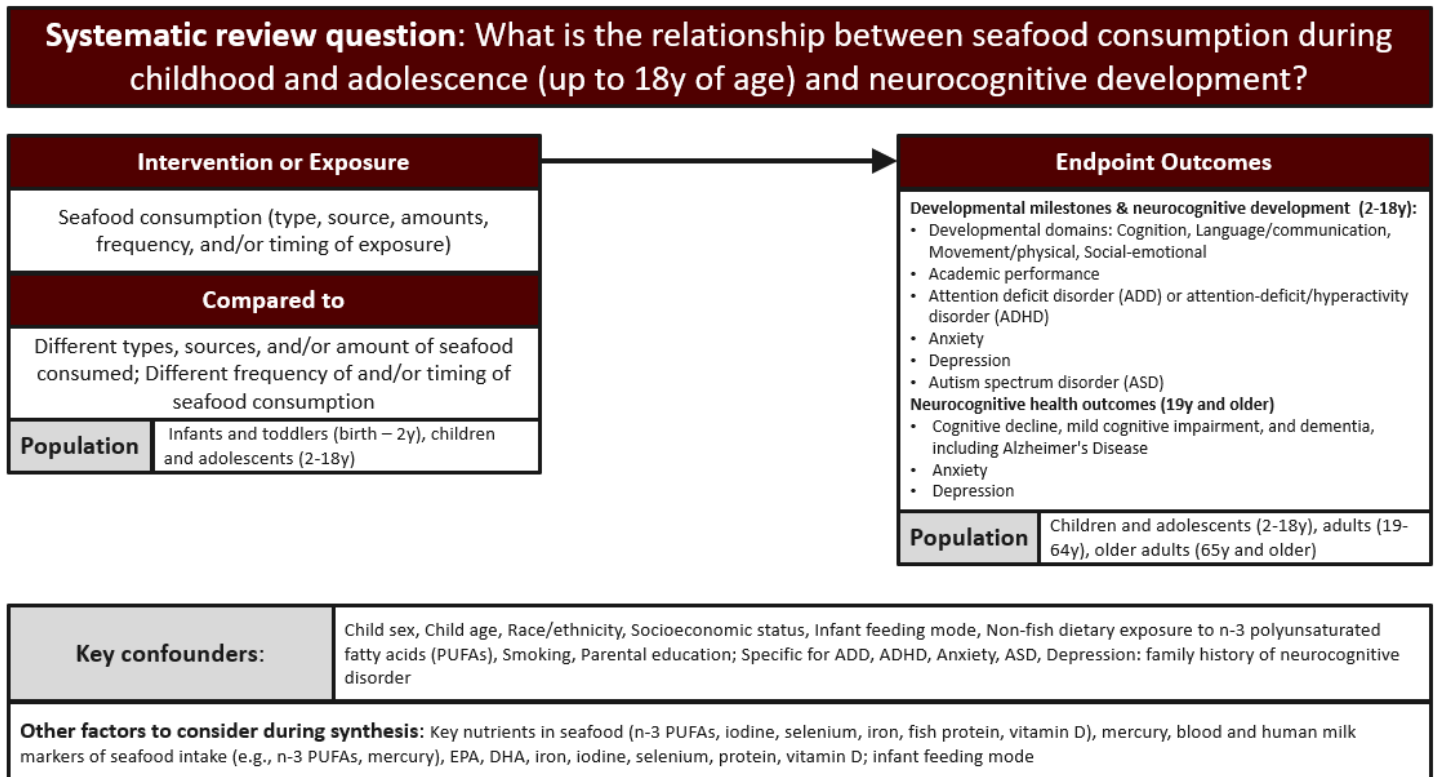 Systematic review question: What is the relationship between seafood consumption during
childhood and adolescence (up to 18y of age) and neurocognitive development?
Intervention or Exposure
Seafood consumption (type, source, amounts,
frequency, and/or timing of exposure)
Compared to
Different types, sources, and/or amount of seafood
consumed; Different frequency of and/or timing of
seafood consumption
Population
Infants and toddlers (birth – 2y), children
and adolescents (2-18y)
Endpoint Outcomes
Developmental milestones & neurocognitive development (2-18y):
• Developmental domains: Cognition, Language/communication,
Movement/physical, Social-emotional
• Academic performance
• Attention deficit disorder (ADD) or attention-deficit/hyperactivity
disorder (ADHD)
• Anxiety
• Depression
• Autism spectrum disorder (ASD)
Neurocognitive health outcomes (19y and older)
• Cognitive decline, mild cognitive impairment, and dementia,
including Alzheimer's Disease
• Anxiety
• Depression
Population
Children and adolescents (2-18y), adults (19-
64y), older adults (65y and older)
Key confounders:
Child sex, Child age, Race/ethnicity, Socioeconomic status, Infant feeding mode, Non-fish dietary exposure to n-3 polyunsaturated
fatty acids (PUFAs), Smoking, Parental education; Specific for ADD, ADHD, Anxiety, ASD, Depression: family history of neurocognitive
disorder
Other factors to consider during synthesis: Key nutrients in seafood (n-3 PUFAs, iodine, selenium, iron, fish protein, vitamin D), mercury, blood and human milk
markers of seafood intake (e.g., n-3 PUFAs, mercury), EPA, DHA, iron, iodine, selenium, protein, vitamin D; infant feeding mode